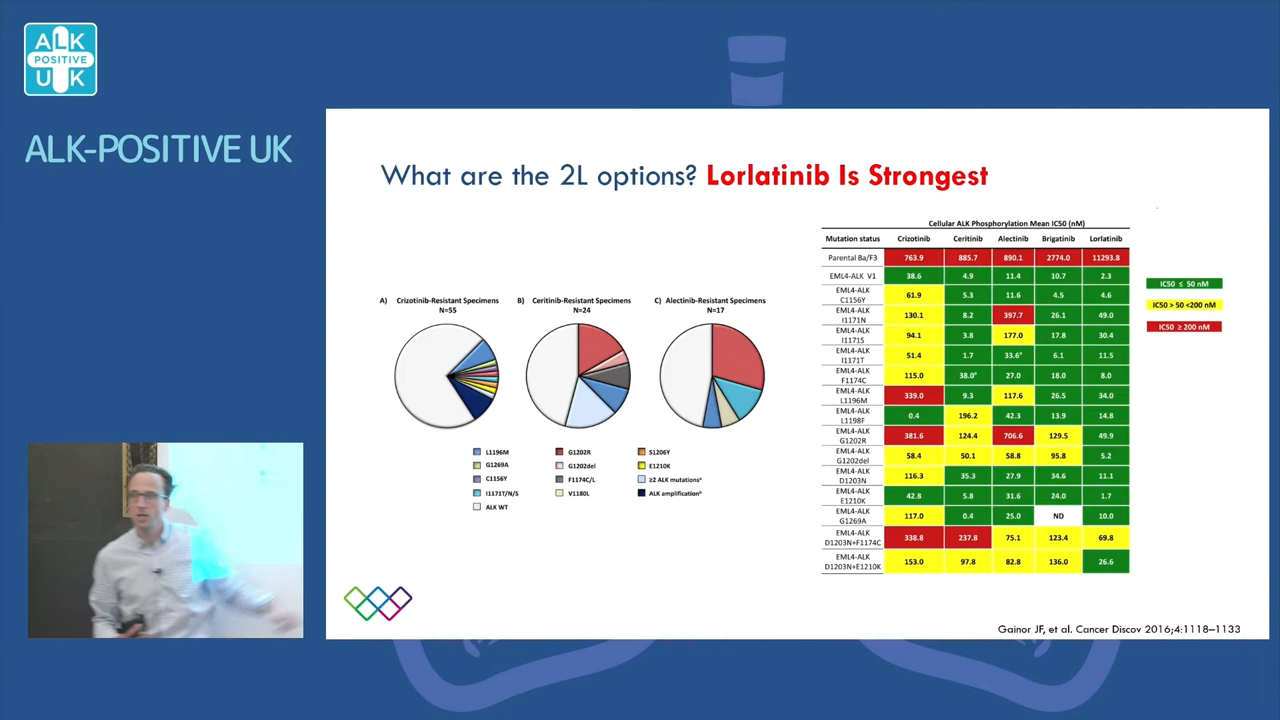 ALK
POSITIVE
UK
ALK-POSITIVE UK
What are the 2L options? Lorlatinib Is Strongest
A) Crizotinib-Resistant Specimens
N=55
B) Ceritinib-Resistant Specimens
N=24
C) Alectinib-Resistant Specimens
N=17
L1196M
G1269A
C1156Y
I1171T/N/S
ALK WT
G1202R
G1202del
F1174C/L
V1180L
S1206Y
E1210K
≥2 ALK mutationsᵃ
ALK amplificationᵇ
Cellular ALK Phosphorylation Mean IC50 (nM)
Mutation status Crizotinib Ceritinib Alectinib Brigatinib Lorlatinib
Parental Ba/F3 763.9 885.7 890.1 2774.0 11293.8
EML4-ALK V1 38.6 4.9 11.4 10.7 2.3
EML4-ALK
C1156Y 61.9 5.3 11.6 4.5 4.6
EML4-ALK
I1171N 130.1 8.2 397.7 26.1 49.0
EML4-ALK
I1171S 94.1 3.8 177.0 17.8 30.4
EML4-ALK
I1171T 51.4 1.7 33.6ᵃ 6.1 11.5
EML4-ALK
F1174C 115.0 38.0ᵃ 27.0 18.0 8.0
EML4-ALK
L1196M 339.0 9.3 117.6 26.5 34.0
EML4-ALK
L1198F 0.4 196.2 42.3 13.9 14.8
EML4-ALK
G1202R 381.6 124.4 706.6 129.5 49.9
EML4-ALK
G1202del 58.4 50.1 58.8 95.8 5.2
EML4-ALK
D1203N 116.3 35.3 27.9 34.6 11.1
EML4-ALK
E1210K 42.8 5.8 31.6 24.0 1.7
EML4-ALK
G1269A 117.0 0.4 25.0 ND 10.0
EML4-ALK
D1203N+F1174C 338.8 237.8 75.1 123.4 69.8
EML4-ALK
D1203N+E1210K 153.0 97.8 82.8 136.0 26.6
IC50 ≤ 50 nM
IC50 > 50 <200 nM
IC50 ≥ 200 nM
Gainor JF, et al. Cancer Discov 2016;4:1118–1133